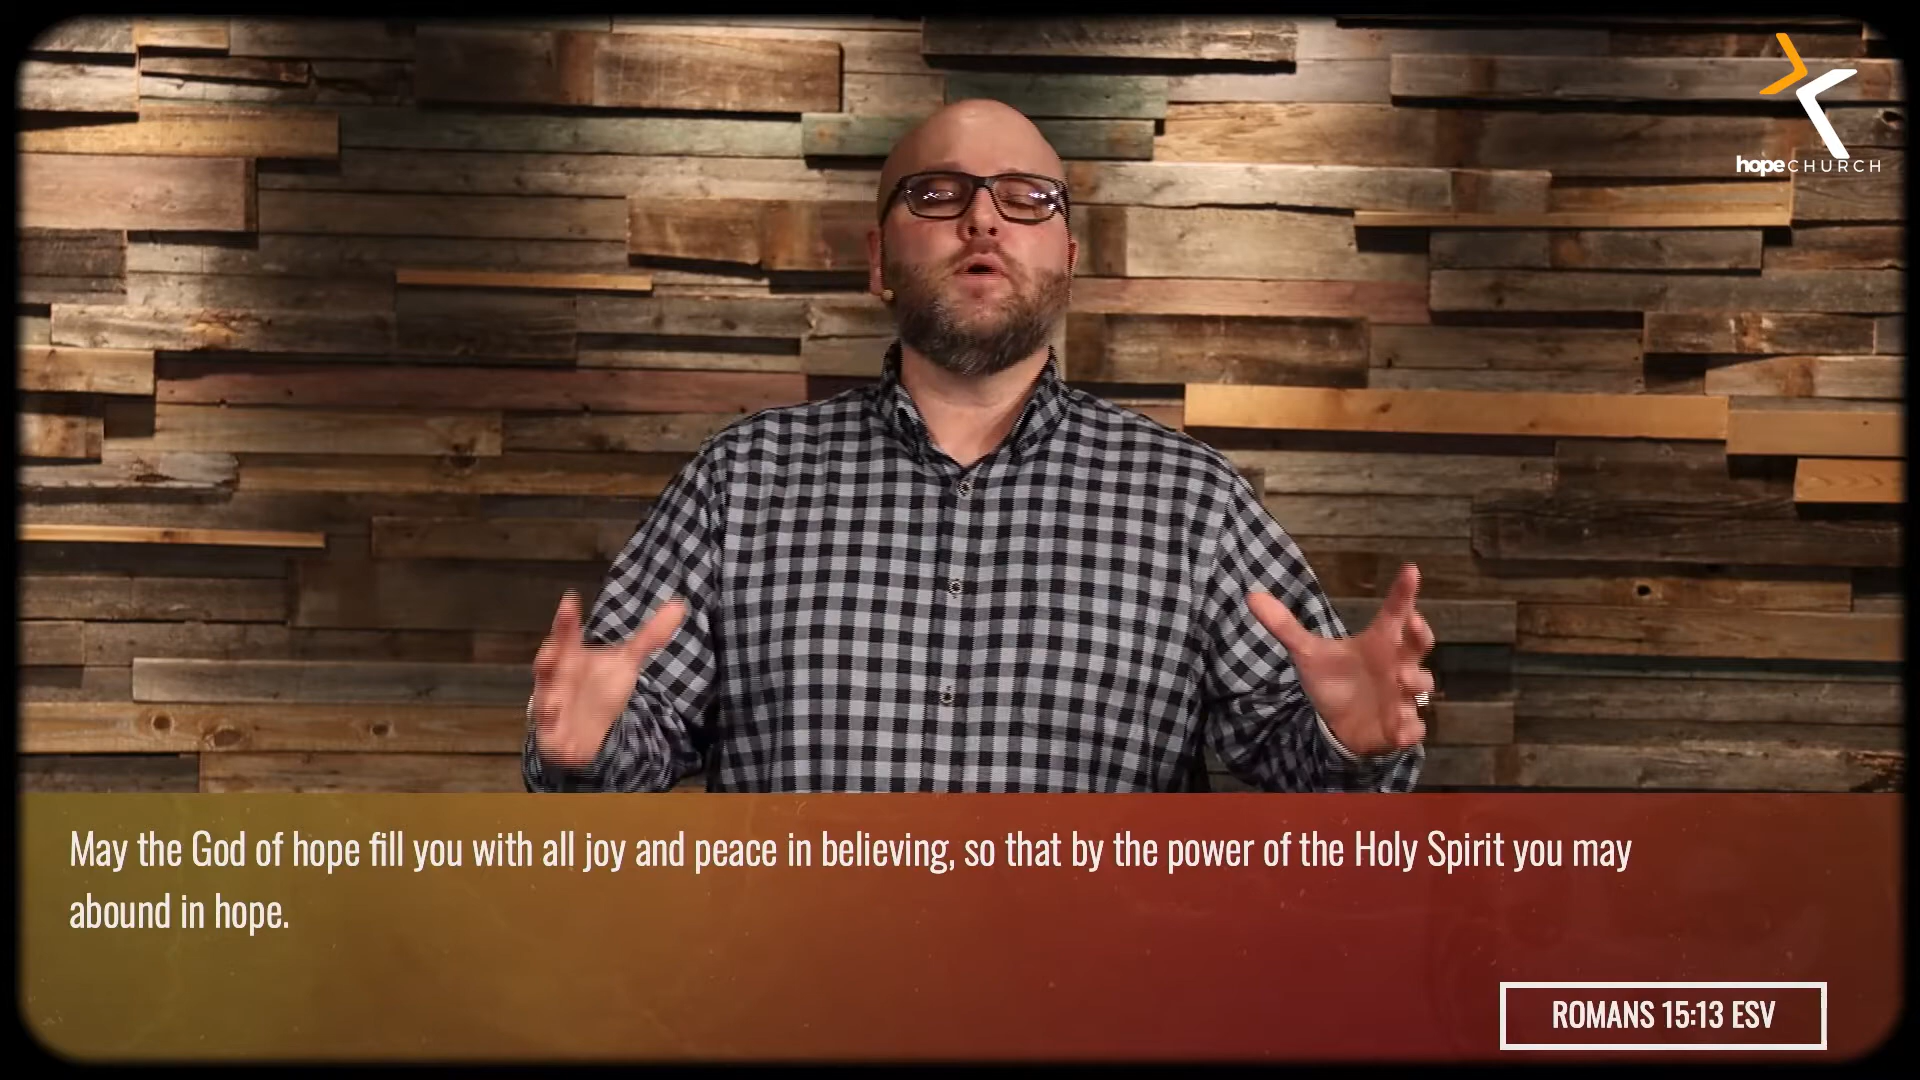 hopeCHURCH
May the God of hope fill you with all joy and peace in believing, so that by the power of the Holy Spirit you may
abound in hope.
ROMANS 15:13 ESV